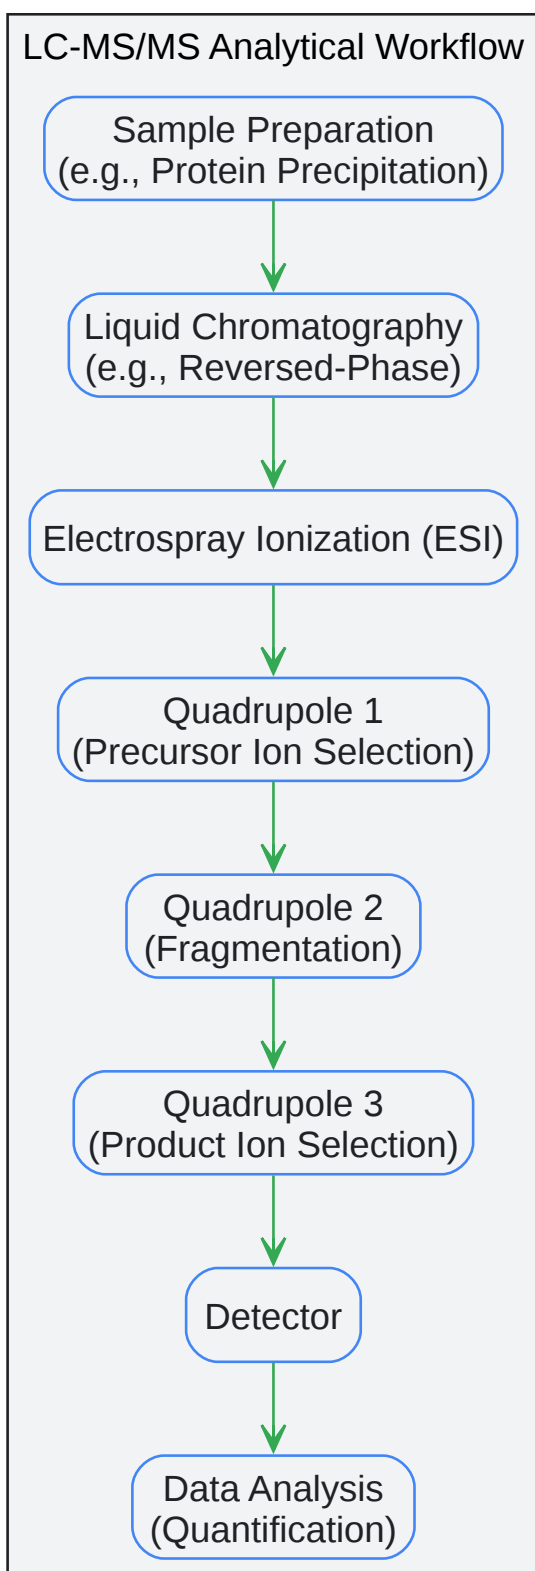 LC-MS/MS Analytical Workflow
Sample Preparation
(e.g., Protein Precipitation)
Liquid Chromatography
(e.g., Reversed-Phase)
Electrospray Ionization (ESI)
Quadrupole 1
(Precursor Ion Selection)
Quadrupole 2
(Fragmentation)
Quadrupole 3
(Product Ion Selection)
Detector
Data Analysis
(Quantification)